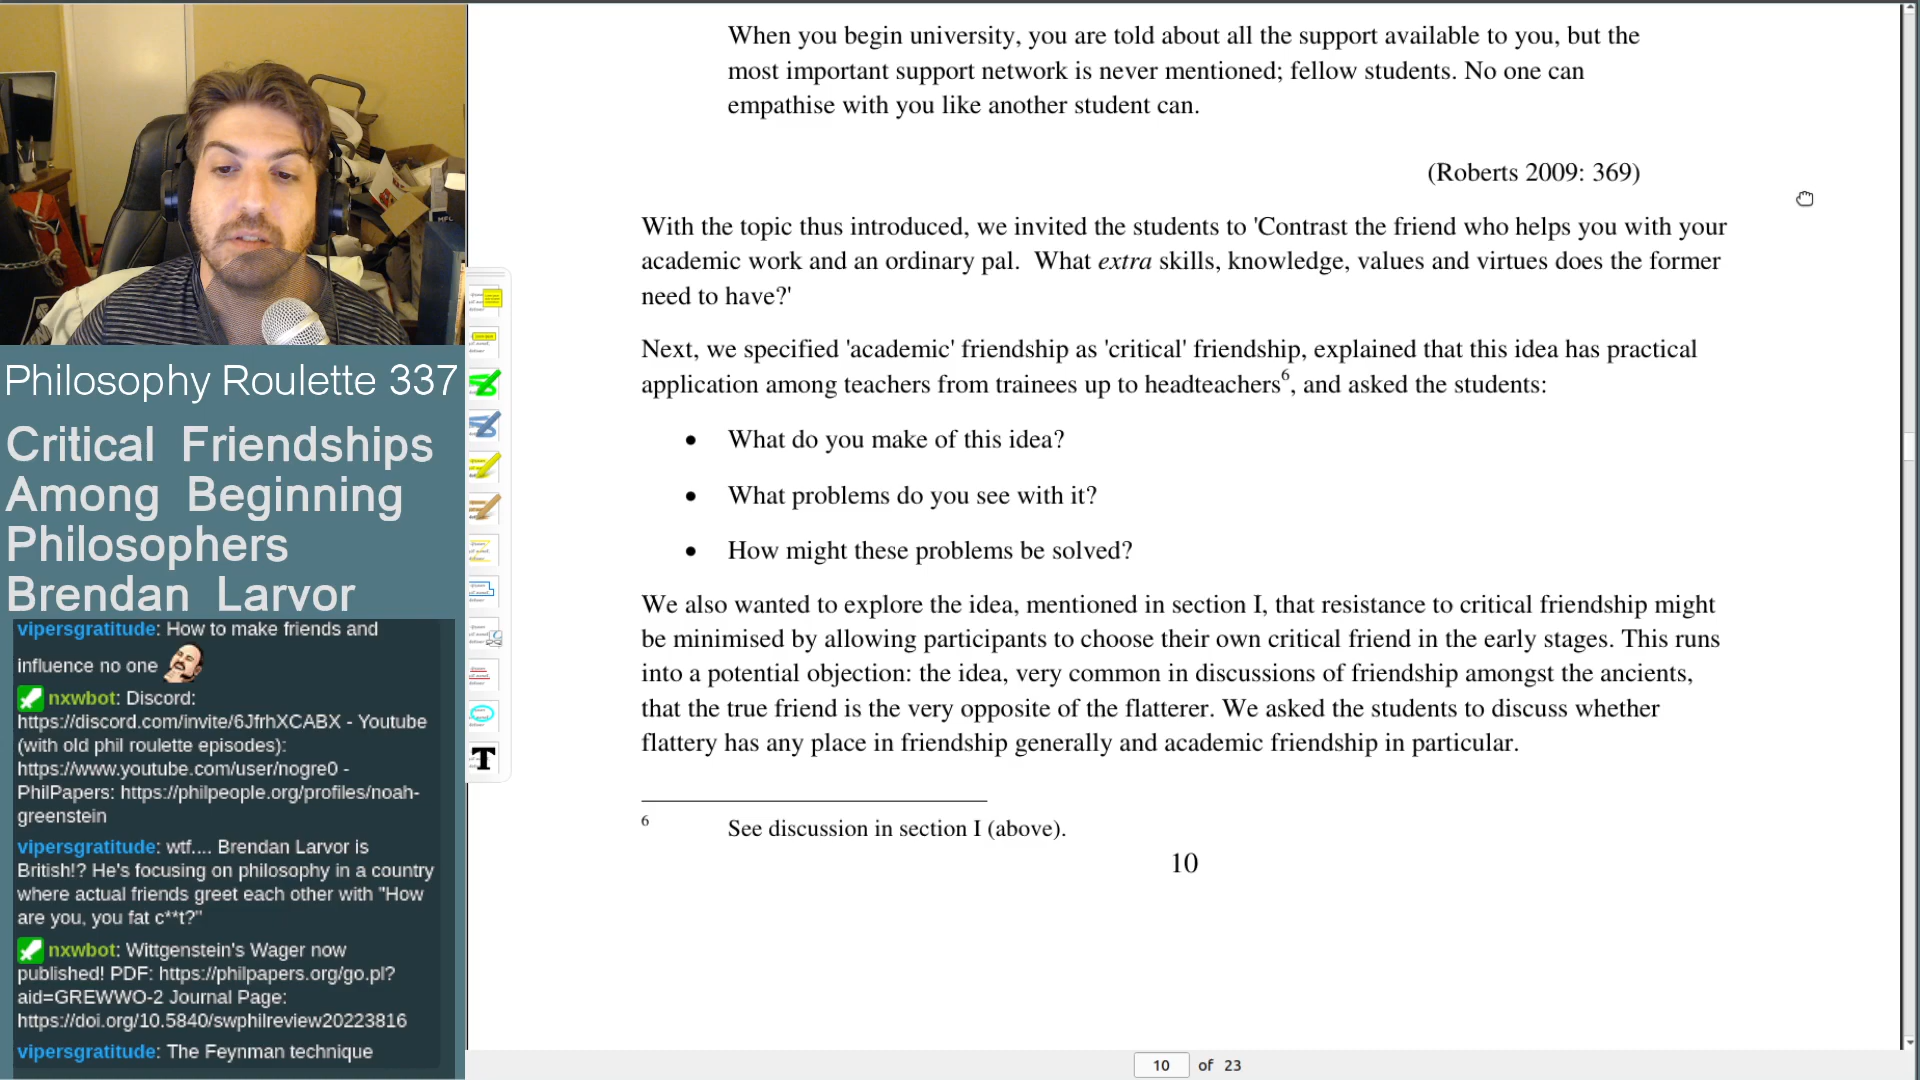 When you begin university, you are told about all the support available to you, but the
most important support network is never mentioned; fellow students. No one can
empathise with you like another student can.
(Roberts 2009: 369)
With the topic thus introduced, we invited the students to 'Contrast the friend who helps you with your
academic work and an ordinary pal.  What extra skills, knowledge, values and virtues does the former
need to have?'
Next, we specified 'academic' friendship as 'critical' friendship, explained that this idea has practical
application among teachers from trainees up to headteachers6, and asked the students:
• What do you make of this idea?
• What problems do you see with it?
• How might these problems be solved?
We also wanted to explore the idea, mentioned in section I, that resistance to critical friendship might
be minimised by allowing participants to choose their own critical friend in the early stages. This runs
into a potential objection: the idea, very common in discussions of friendship amongst the ancients,
that the true friend is the very opposite of the flatterer. We asked the students to discuss whether
flattery has any place in friendship generally and academic friendship in particular.
6 See discussion in section I (above).
10
10 of 23
T
Philosophy Roulette 337
Critical Friendships
Among Beginning
Philosophers
Brendan Larvor
vipersgratitude: How to make friends and
influence no one
nxwbot: Discord:
https://discord.com/invite/6JfrhXCABX - Youtube
(with old phil roulette episodes):
https://www.youtube.com/user/nogre0 -
PhilPapers: https://philpeople.org/profiles/noah-
greenstein
vipersgratitude: wtf.... Brendan Larvor is
British!? He's focusing on philosophy in a country
where actual friends greet each other with "How
are you, you fat c**t?"
nxwbot: Wittgenstein's Wager now
published! PDF: https://philpapers.org/go.pl?
aid=GREWWO-2 Journal Page:
https://doi.org/10.5840/swphilreview20223816
vipersgratitude: The Feynman technique